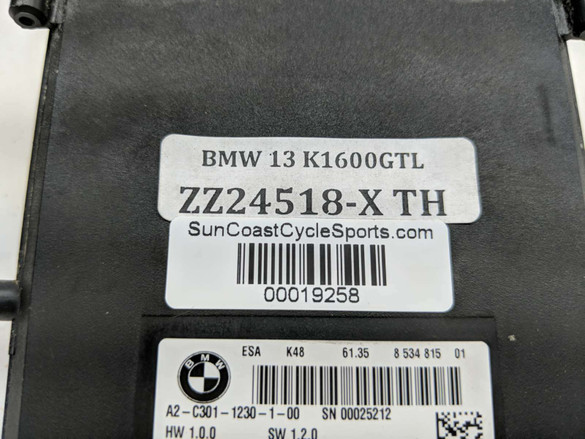 BMW 13 K1600GTL
ZZ24518-X TH
SunCoastCycleSports.com
00019258
BMW
ESA K48 61.35 8 534 815 01
A2-C301-1230-1-00 SN 00025212
HW 1.0.0 SW 1.2.0